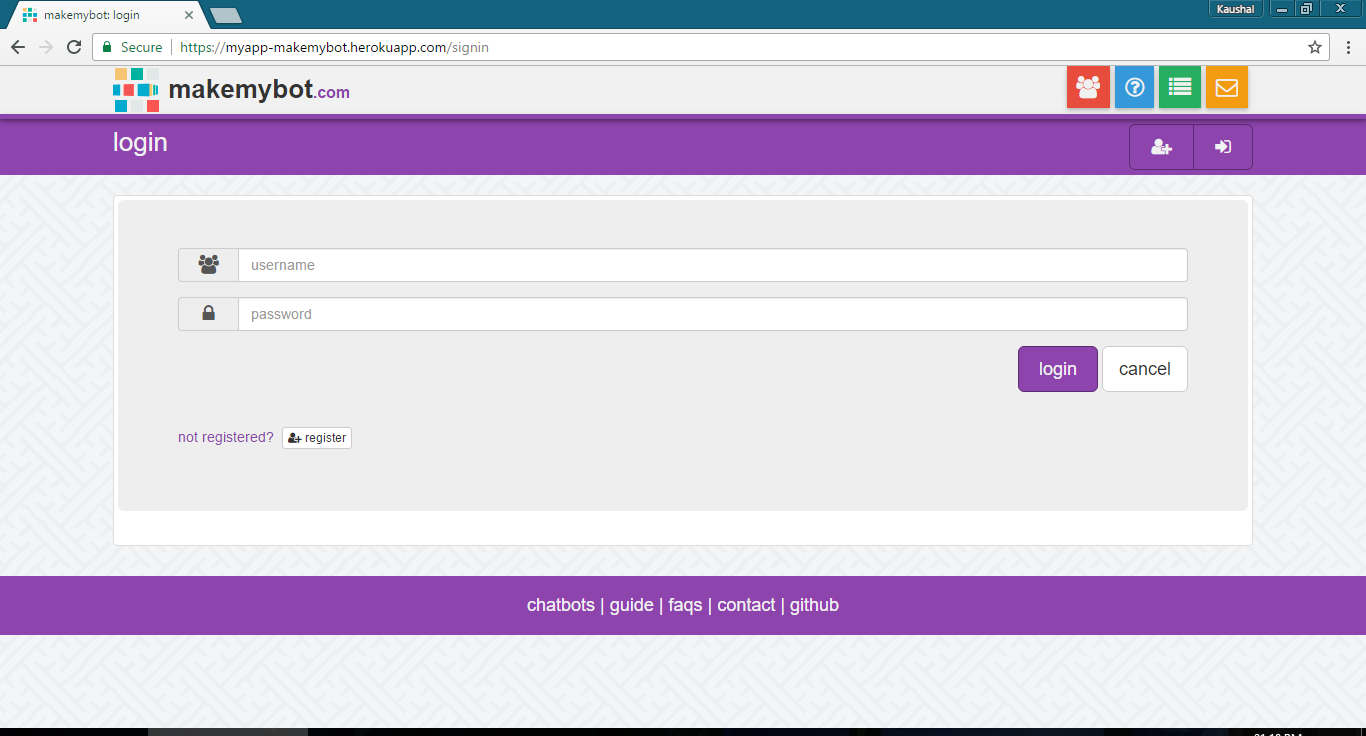 makemybot: login
Kaushal
Secure https://myapp-makemybot.herokuapp.com/signin
makemybot.com
login
username
password
login cancel
not registered? register
chatbots | guide | faqs | contact | github